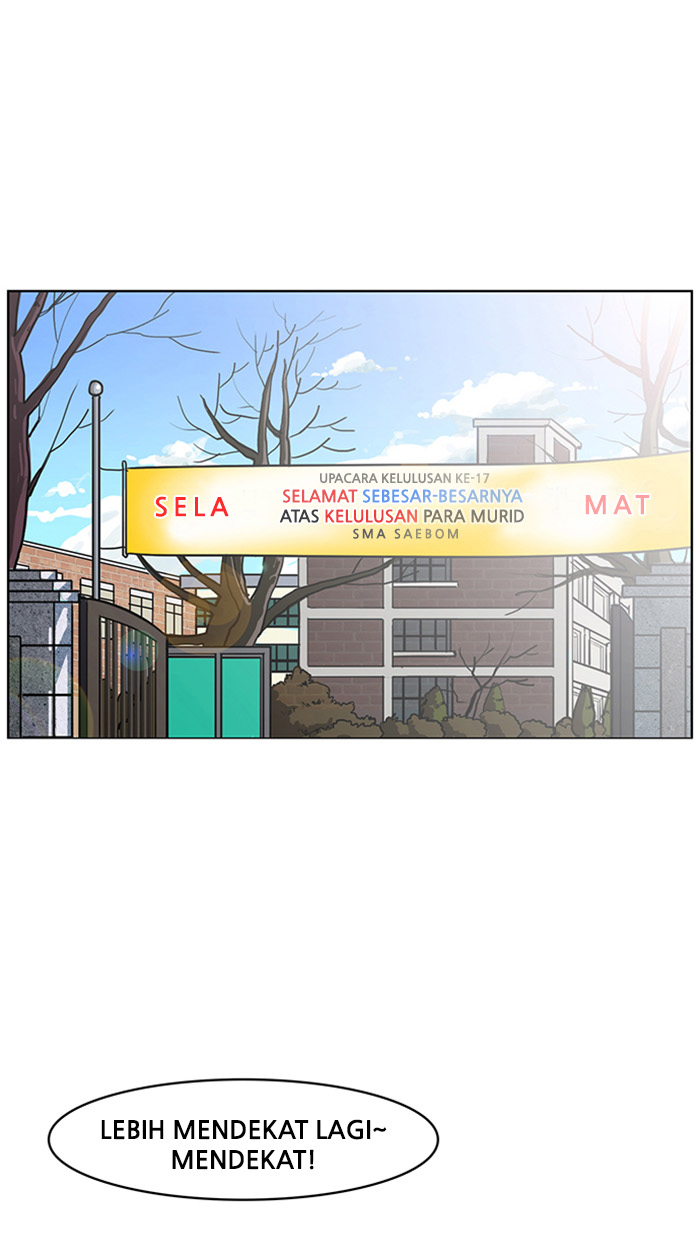 SELA
UPACARA KELULUSAN KE-17
SELAMAT SEBESAR-BESARNYA
ATAS KELULUSAN PARA MURID
SMA SAEBOM
MAT
LEBIH MENDEKAT LAGI~
MENDEKAT!